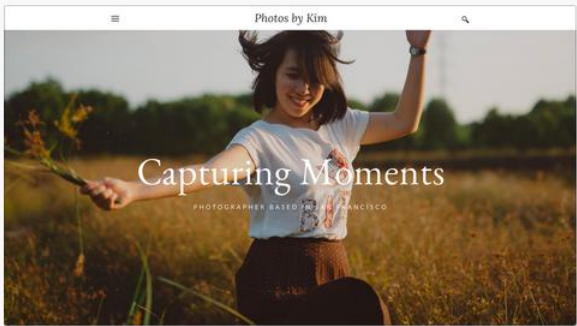 Photos by Kim
Capturing Moments
PHOTOGRAPHER BASED IN SAN FRANCISCO